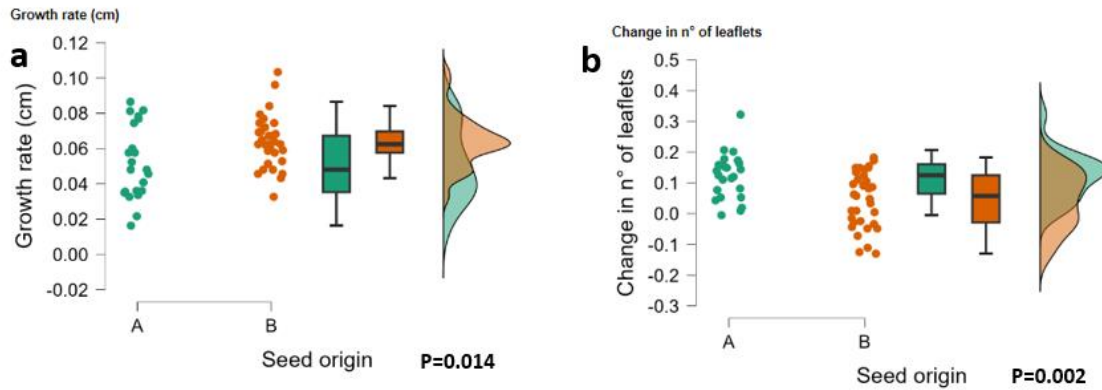 Growth rate (cm)
a
Growth rate (cm)
0.12
0.10
0.08
0.06
0.04
0.02
0.00
-0.02
A
B
Seed origin
P=0.014
Change in n° of leaflets
b
Change in n° of leaflets
0.5
0.4
0.3
0.2
0.1
0.0
-0.1
-0.2
-0.3
A
B
Seed origin
P=0.002